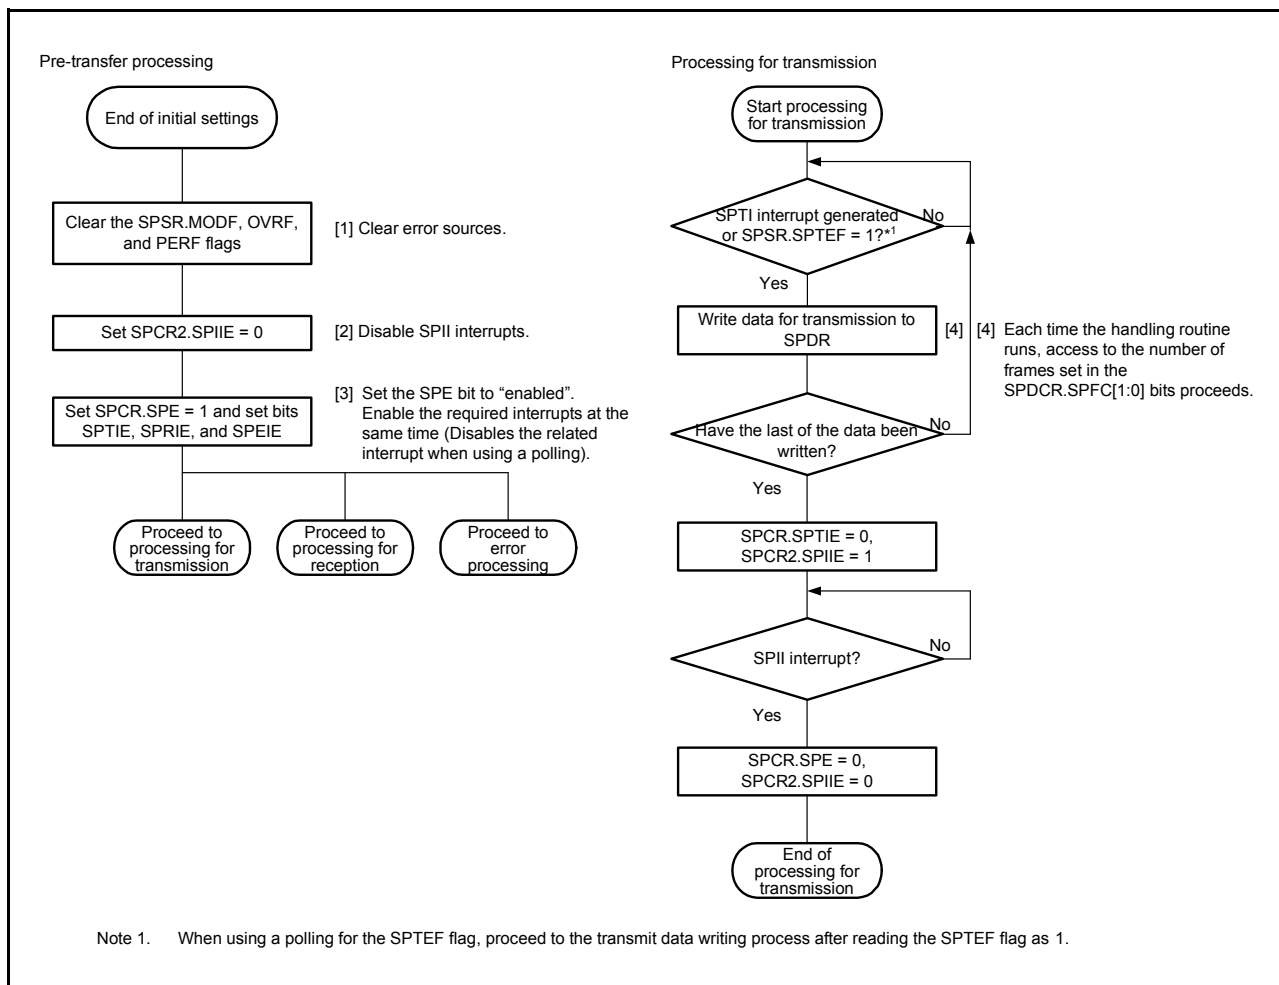 Pre-transfer processing
End of initial settings
Clear the SPSR.MODF, OVRF,
and PERF flags
[1] Clear error sources.
Set SPCR2.SPIIE = 0
[2] Disable SPII interrupts.
Set SPCR.SPE = 1 and set bits
SPTIE, SPRIE, and SPEIE
[3] Set the SPE bit to “enabled”.
Enable the required interrupts at the
same time (Disables the related
interrupt when using a polling).
Proceed to
processing for
transmission
Proceed to
processing for
reception
Proceed to
error
processing
Processing for transmission
Start processing
for transmission
SPTI interrupt generated
or SPSR.SPTEF = 1?*1
No
Yes
Write data for transmission to
SPDR
[4]
[4] Each time the handling routine
runs, access to the number of
frames set in the
SPDCR.SPFC[1:0] bits proceeds.
Have the last of the data been
written?
No
Yes
SPCR.SPTIE = 0,
SPCR2.SPIIE = 1
SPII interrupt?
No
Yes
SPCR.SPE = 0,
SPCR2.SPIIE = 0
End of
processing for
transmission
Note 1. When using a polling for the SPTEF flag, proceed to the transmit data writing process after reading the SPTEF flag as 1.